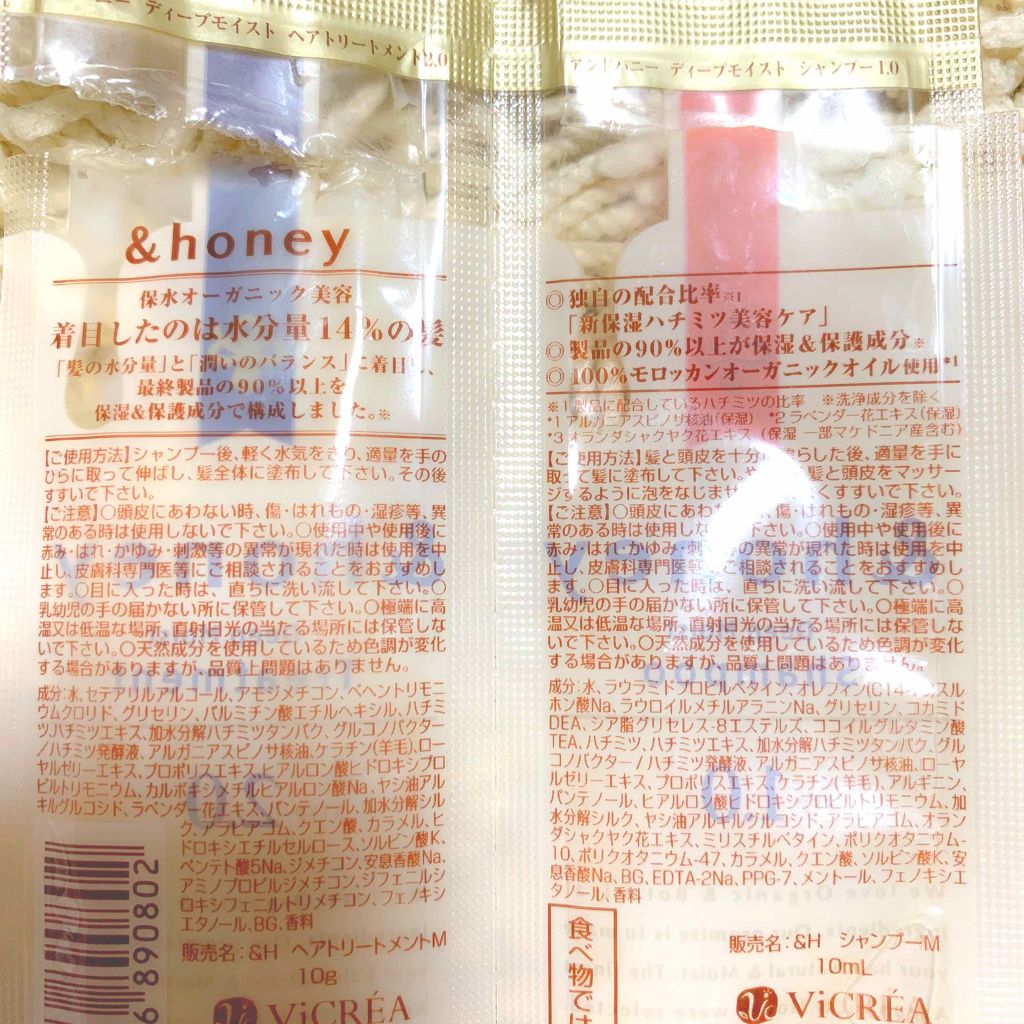 ニー ディープモイスト ヘアトリートメント2.0
&honey
保水オーガニック美容
着目したのは水分量14%の髪
「髪の水分量」と「潤いのバランス」に着目し、
最終製品の90%以上を
保湿&保護成分で構成しました。※
【ご使用方法】シャンプー後、軽く水気をきり、適量を手の
ひらに取って伸ばし、髪全体に塗布して下さい。その後
すすいで下さい。
【ご注意】○頭皮にあわない時、傷・はれもの・湿疹等、異
常のある時は使用しないで下さい。○使用中や使用後に
赤み・はれ・かゆみ・刺激等の異常が現れた時は使用を中
止し、皮膚科専門医等にご相談されることをおすすめし
ます。○目に入った時は、直ちに洗い流して下さい。○
乳幼児の手の届かない所に保管して下さい。○極端に高
温又は低温な場所、直射日光の当たる場所には保管しな
いで下さい。○天然成分を使用しているため色調が変化
する場合がありますが、品質上問題はありません。
成分:水、セテアリルアルコール、アモジメチコン、ベヘントリモニ
ウムクロリド、グリセリン、パルミチン酸エチルヘキシル、ハチミ
ツ、ハチミツエキス、加水分解ハチミツタンパク、グルコノバクター
/ハチミツ発酵液、アルガニアスピノサ核油、ケラチン(羊毛)、ロー
ヤルゼリーエキス、プロポリスエキス、ヒアルロン酸ヒドロキシプロ
ピルトリモニウム、カルボキシメチルヒアルロン酸Na、ヤシ油アル
キルグルコシド、ラベンダー花エキス、パンテノール、加水分解シル
ク、アラビアゴム、クエン酸、カラメル、ヒ
ドロキシエチルセルロース、ソルビン酸K、
ペンテト酸5Na、ジメチコン、安息香酸Na、
アミノプロピルジメチコン、ジフェニルシ
ロキシフェニルトリメチコン、フェノキシ
エタノール、BG、香料
販売名:&H ヘアトリートメントM
10g
ViCRÉA
6 890802
アンドハニー ディープモイスト シャンプー1.0
◎独自の配合比率※1
「新保湿ハチミツ美容ケア」
◎製品の90%以上が保湿&保護成分※
◎100%モロッカンオーガニックオイル使用*1
※1 製品に配合しているハチミツの比率 ※洗浄成分を除く
*1 アルガニアスピノサ核油(保湿) *2 ラベンダー花エキス(保湿)
*3 オランダシャクヤク花エキス (保湿 一部マケドニア産含む)
【ご使用方法】髪と頭皮を十分に濡らした後、適量を手に
取って髪に塗布して下さい。 髪と頭皮をマッサー
ジするように泡をなじませ くすすいで下さい。
【ご注意】○頭皮にあわ 傷・はれもの・湿疹等、異
常のある時は使用し 下さい。○使用中や使用後に
赤み・はれ・かゆみ・刺激等の異常が現れた時は使用を中
止し、皮膚科専門医等にご相談されることをおすすめし
ます。○目に入った時は、直ちに洗い流して下さい。○
乳幼児の手の届かない所に保管して下さい。○極端に高
温又は低温な場所、直射日光の当たる場所には保管しな
いで下さい。○天然成分を使用しているため色調が変化
する場合がありますが、品質上問題はありません。
成分:水、ラウラミドプロピルベタイン、オレフィン(C14-16)スル
ホン酸Na、ラウロイルメチルアラニンNa、グリセリン、コカミド
DEA、シア脂グリセレス-8エステルズ、ココイルグルタミン酸
TEA、ハチミツ、ハチミツエキス、加水分解ハチミツタンパク、グル
コノバクター/ハチミツ発酵液、アルガニアスピノサ核油、ローヤ
ルゼリーエキス、プロポリスエキス、ケラチン(羊毛)、アルギニン、
パンテノール、ヒアルロン酸ヒドロキシプロピルトリモニウム、加
水分解シルク、ヤシ油アルキルグルコシド、アラビアゴム、オラン
ダシャクヤク花エキス、ミリスチルベタイン、ポリクオタニウム-
10、ポリクオタニウム-47、カラメル、クエン酸、ソルビン酸K、安
息香酸Na、BG、EDTA-2Na、PPG-7、メントール、フェノキシエ
タノール、香料
食べ物では
販売名:&H シャンプーM
10mL
ViCRÉA